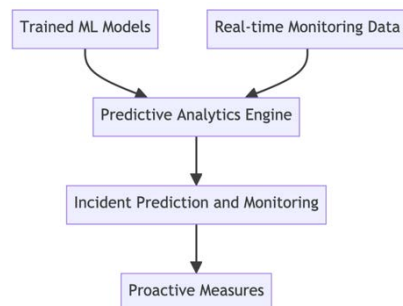 Trained ML Models
Real-time Monitoring Data
Predictive Analytics Engine
Incident Prediction and Monitoring
Proactive Measures